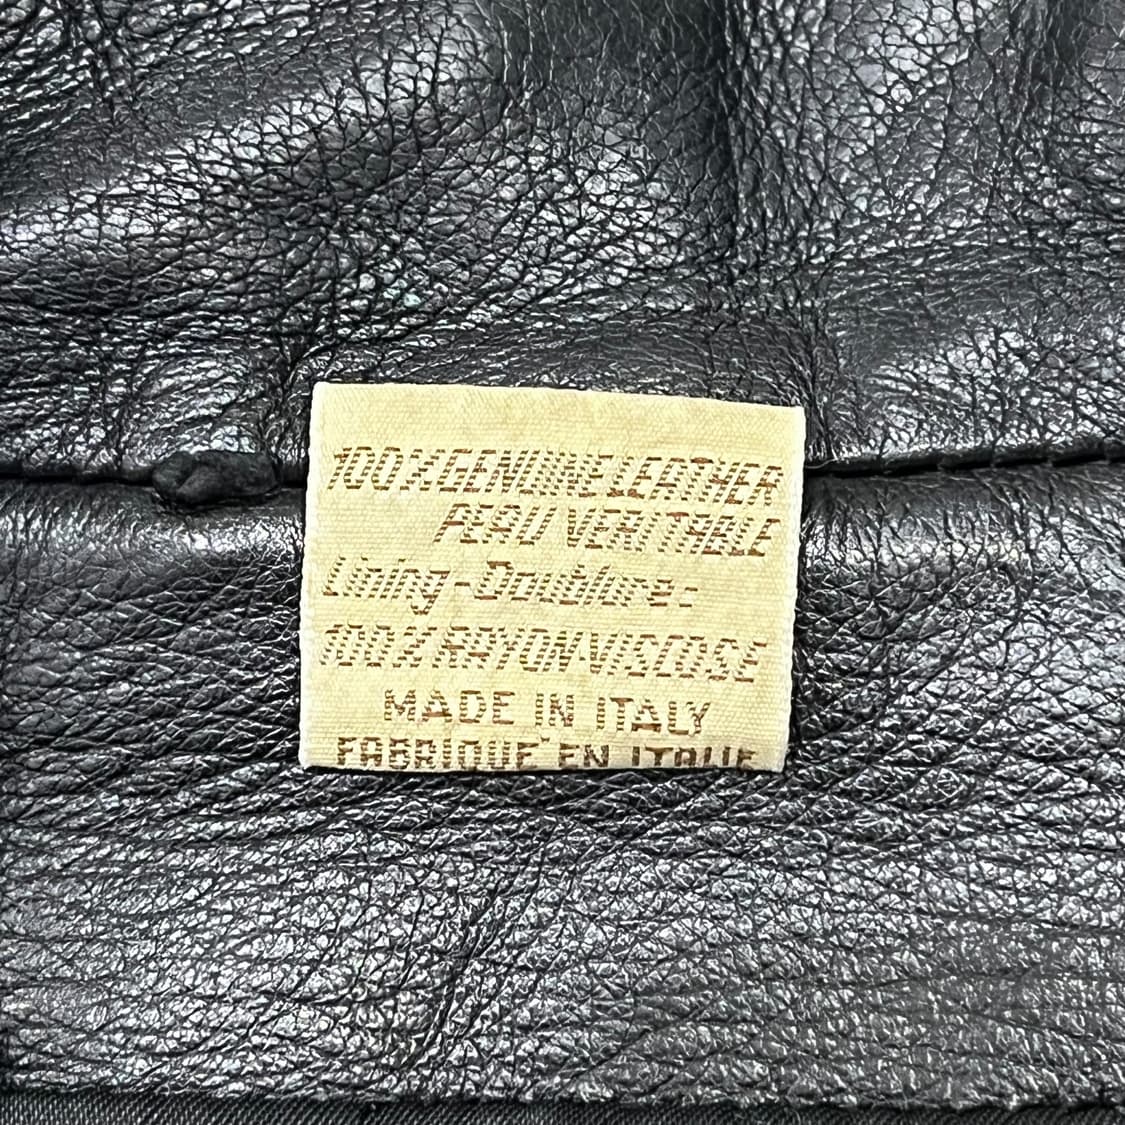 100%GENUINE LEATHER
PEAU VERITABLE
Lining-Doublure:
100% RAYON-VISCOSE
MADE IN ITALY
FABRIQUE' EN ITALIE